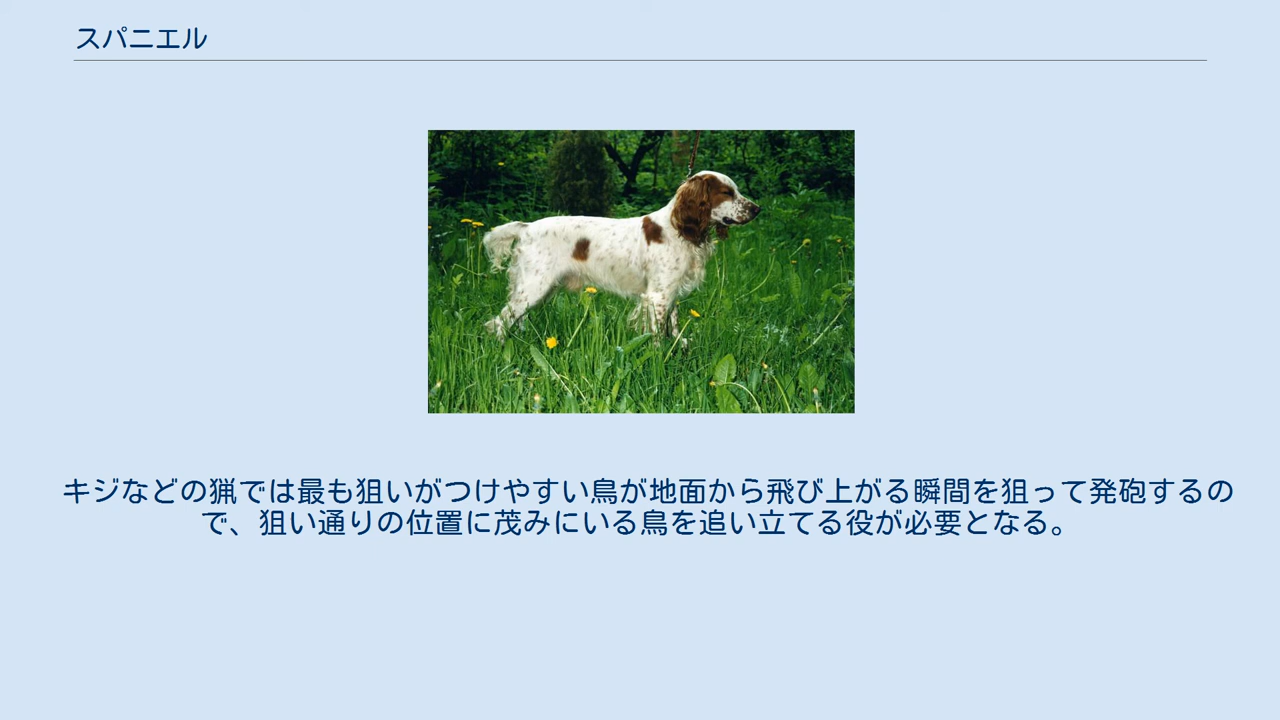 スパニエル
キジなどの猟では最も狙いがつけやすい鳥が地面から飛び上がる瞬間を狙って発砲するの
で、狙い通りの位置に茂みにいる鳥を追い立てる役が必要となる。